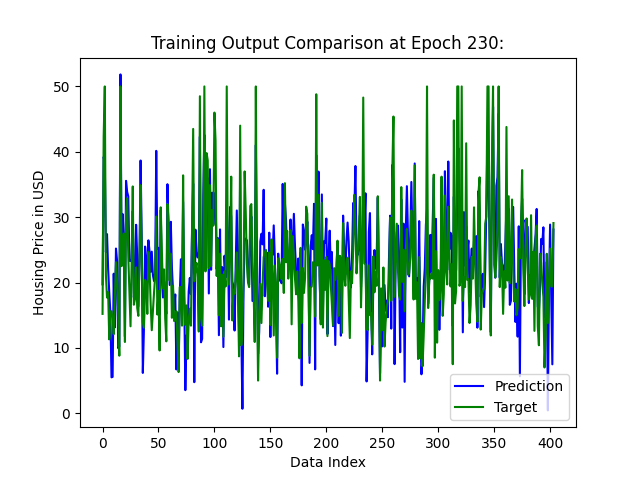 Training Output Comparison at Epoch 230:
50
40
30
20
10
0
Housing Price in USD
0 50 100 150 200 250 300 350 400
Data Index
Prediction
Target